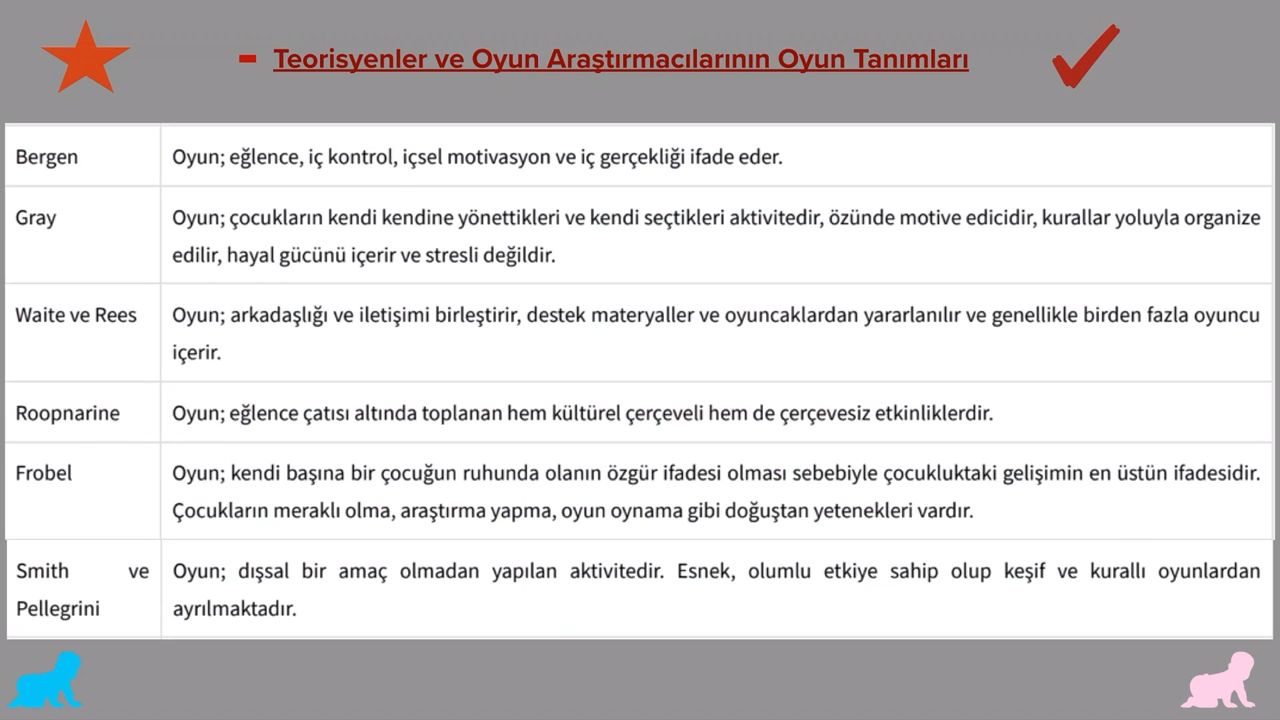 Teorisyenler ve Oyun Araştırmacılarının Oyun Tanımları
Bergen
Oyun; eğlence, iç kontrol, içsel motivasyon ve iç gerçekliği ifade eder.
Gray
Oyun; çocukların kendi kendine yönettikleri ve kendi seçtikleri aktivitedir, özünde motive edicidir, kurallar yoluyla organize
edilir, hayal gücünü içerir ve stresli değildir.
Waite ve Rees
Oyun; arkadaşlığı ve iletişimi birleştirir, destek materyaller ve oyuncaklardan yararlanılır ve genellikle birden fazla oyuncu
içerir.
Roopnarine
Oyun; eğlence çatısı altında toplanan hem kültürel çerçeveli hem de çerçevesiz etkinliklerdir.
Frobel
Oyun; kendi başına bir çocuğun ruhunda olanın özgür ifadesi olması sebebiyle çocukluktaki gelişimin en üstün ifadesidir.
Çocukların meraklı olma, araştırma yapma, oyun oynama gibi doğuştan yetenekleri vardır.
Smith ve
Pellegrini
Oyun; dışsal bir amaç olmadan yapılan aktivitedir. Esnek, olumlu etkiye sahip olup keşif ve kurallı oyunlardan
ayrılmaktadır.